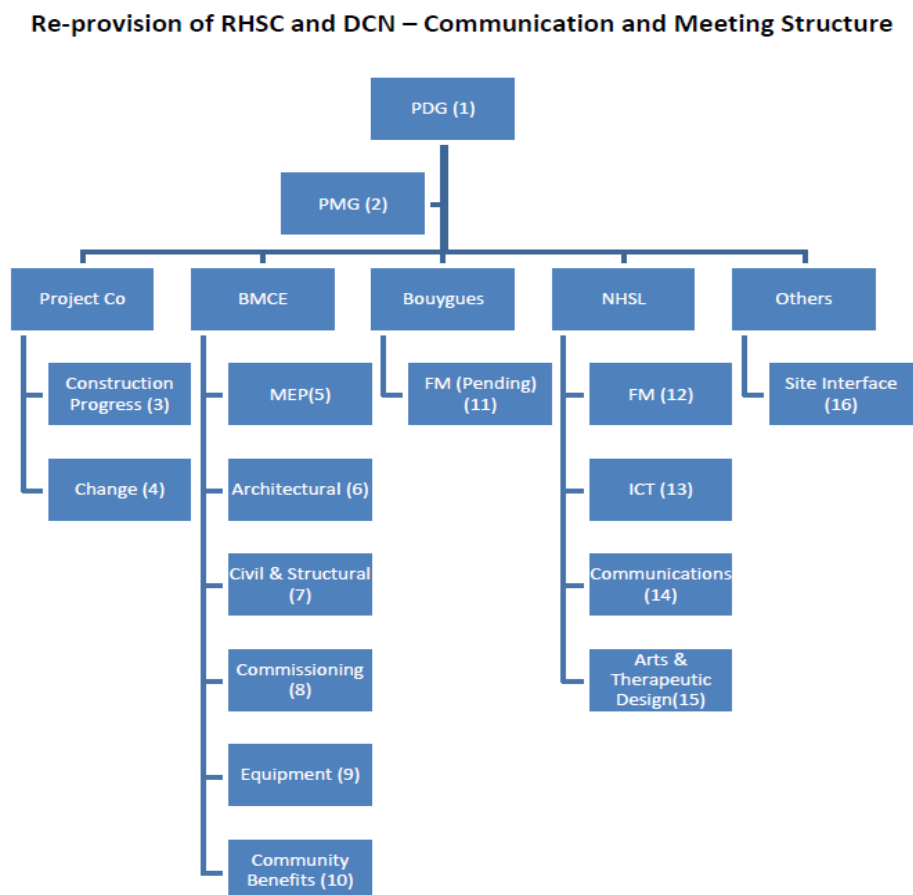 Re-provision of RHSC and DCN – Communication and Meeting Structure
PDG (1)
PMG (2)
Project Co
BMCE
Bouygues
NHSL
Others
Construction
Progress (3)
MEP(5)
FM (Pending)
(11)
FM (12)
Site Interface
(16)
Change (4)
Architectural (6)
ICT (13)
Civil & Structural
(7)
Communications
(14)
Commissioning
(8)
Arts &
Therapeutic
Design(15)
Equipment (9)
Community
Benefits (10)